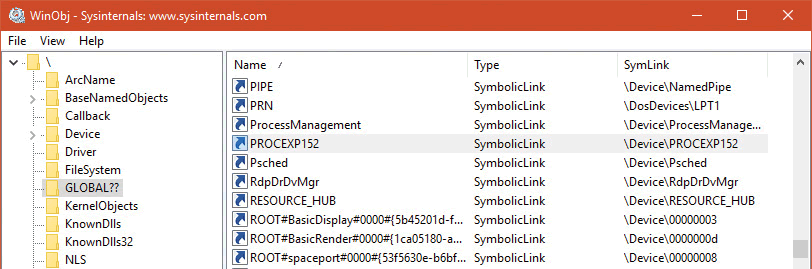 WinObj - Sysinternals: www.sysinternals.com
File View Help
\
ArcName
BaseNamedObjects
Callback
Device
Driver
FileSystem
GLOBAL??
KernelObjects
KnownDlls
KnownDlls32
NLS
Name / Type SymLink
PIPE SymbolicLink \Device\NamedPipe
PRN SymbolicLink \DosDevices\LPT1
ProcessManagement SymbolicLink \Device\ProcessManage...
PROCEXP152 SymbolicLink \Device\PROCEXP152
Psched SymbolicLink \Device\Psched
RdpDrDvMgr SymbolicLink \Device\RdpDrDvMgr
RESOURCE_HUB SymbolicLink \Device\RESOURCE_HUB
ROOT#BasicDisplay#0000#{5b45201d-f... SymbolicLink \Device\00000003
ROOT#BasicRender#0000#{1ca05180-a... SymbolicLink \Device\0000000d
ROOT#spaceport#0000#{53f5630e-b6bf... SymbolicLink \Device\00000008